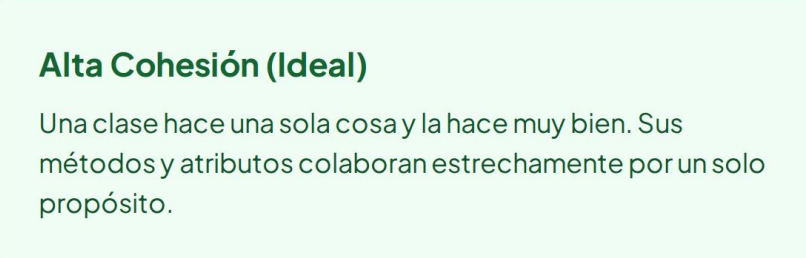 Alta Cohesión (Ideal)
Una clase hace una sola cosa y la hace muy bien. Sus
métodos y atributos colaboran estrechamente por un solo
propósito.